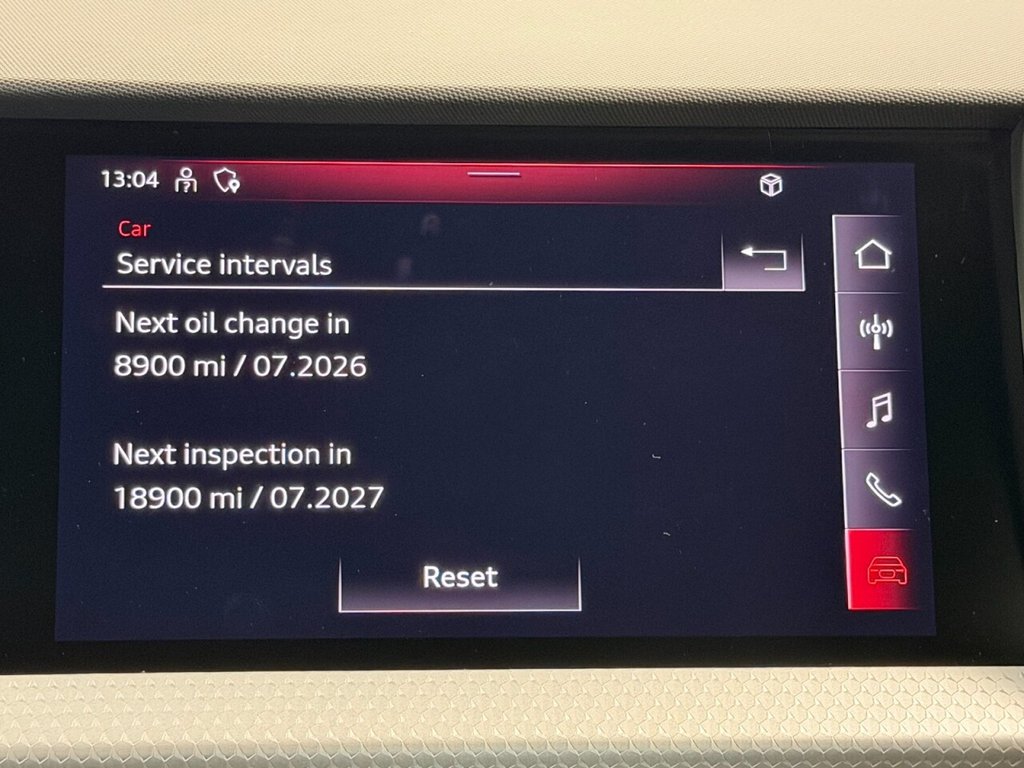 13:04
Car
Service intervals
Next oil change in
8900 mi / 07.2026
Next inspection in
18900 mi / 07.2027
Reset